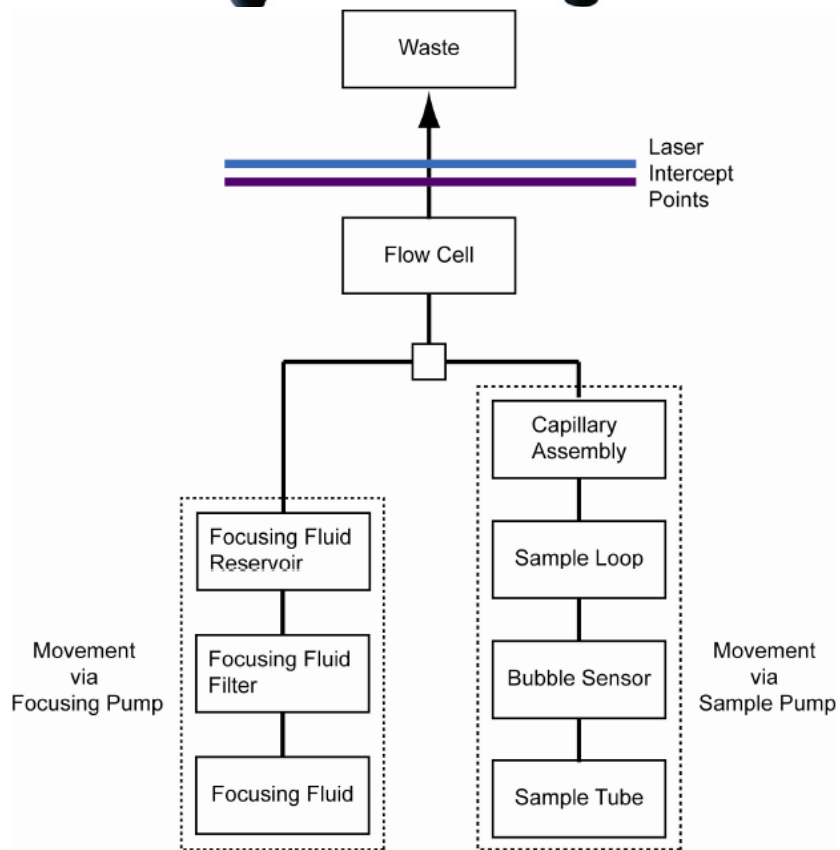 Waste
Laser
Intercept
Points
Flow Cell
Capillary
Assembly
Focusing Fluid
Reservoir
Sample Loop
Movement
via
Focusing Pump
Focusing Fluid
Filter
Bubble Sensor
Movement
via
Sample Pump
Focusing Fluid
Sample Tube